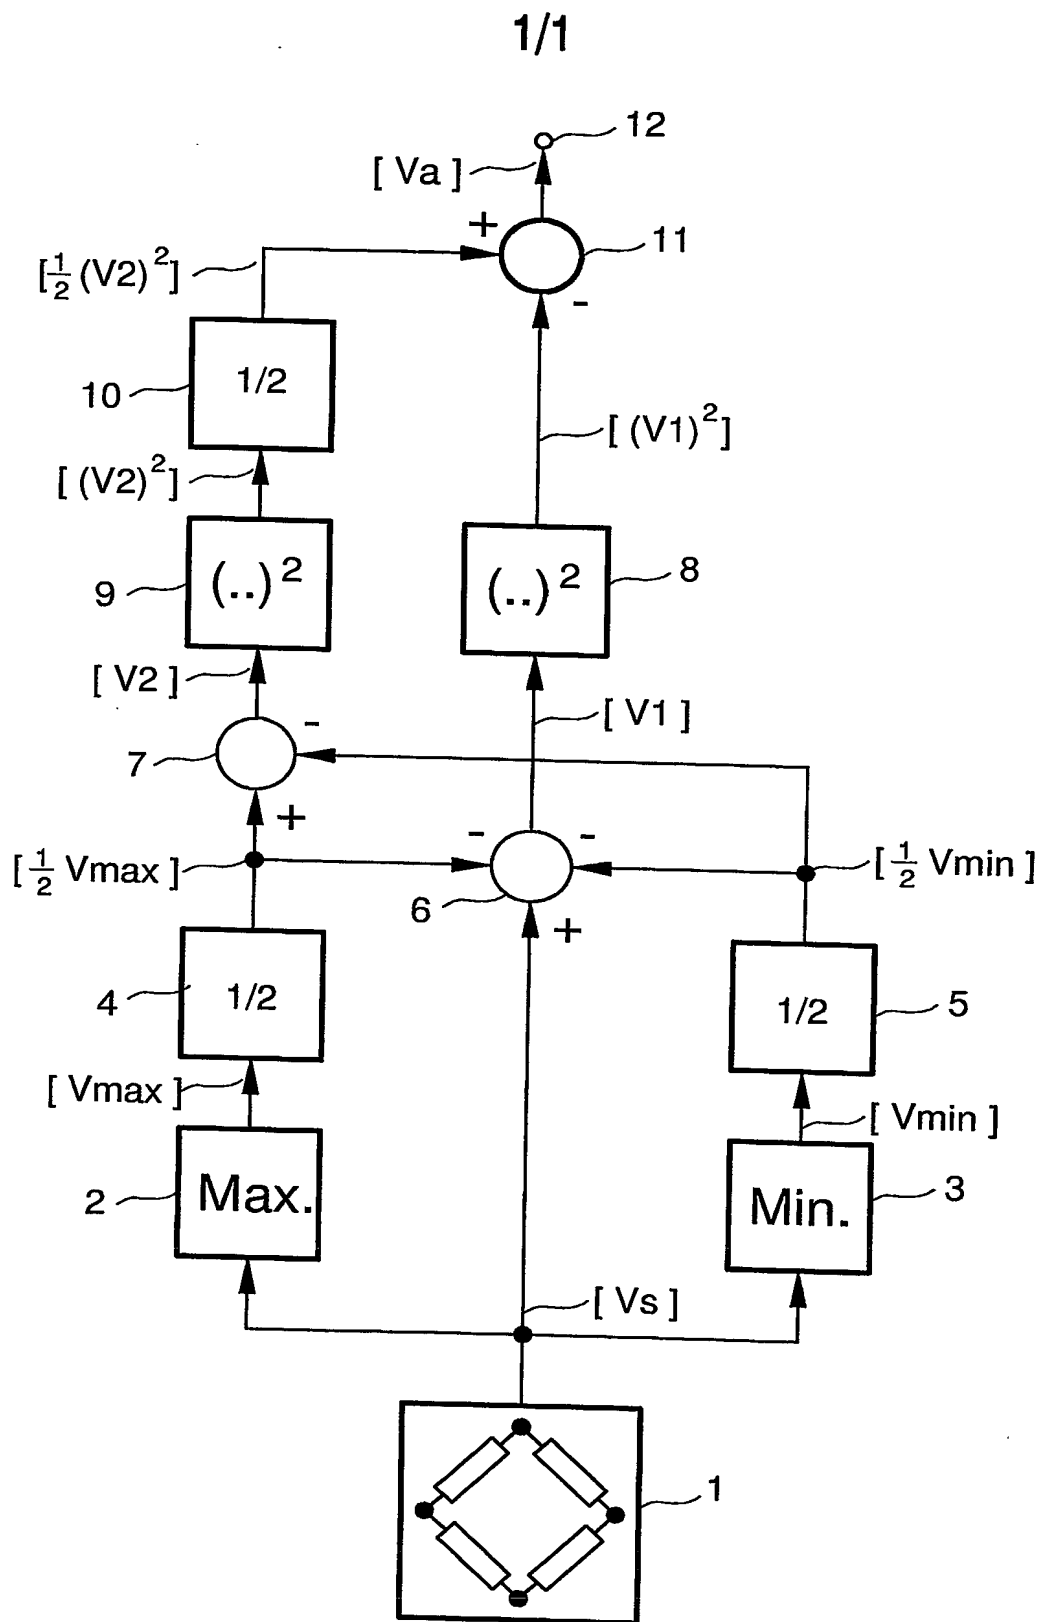 1/1
12
[ Va ]
+
11
[½ (V2)²]
-
1/2
10
[ (V1)²]
[ (V2)²]
(..)²
9
(..)²
8
[ V2 ]
[ V1 ]
-
7
+
-
-
[½ Vmax]
[½ Vmin ]
6
+
4
1/2
1/2
5
[ Vmax ]
[ Vmin ]
2
Max.
Min.
3
[ Vs ]
1